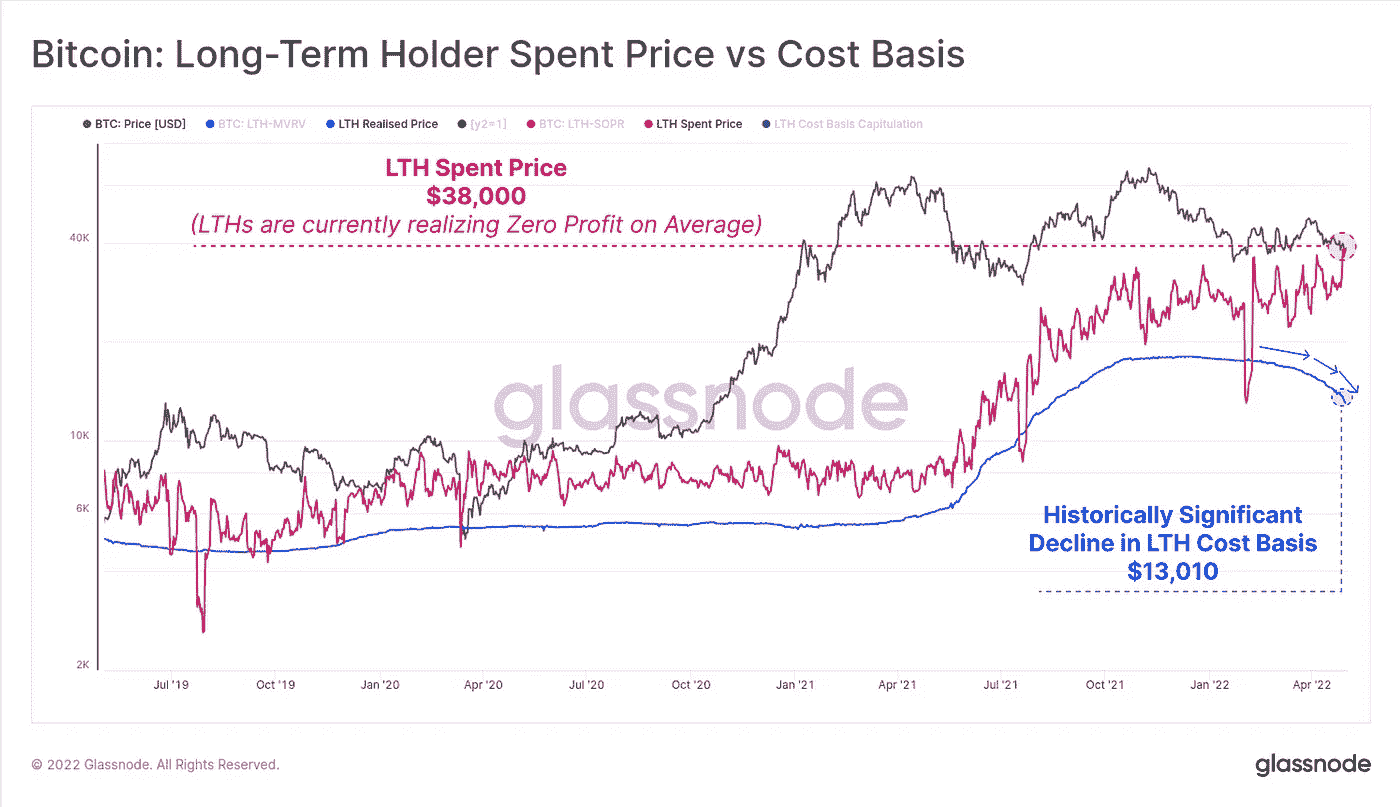 Bitcoin: Long-Term Holder Spent Price vs Cost Basis
BTC: Price [USD] BTC: LTH-MVRV LTH Realised Price [y2=1] BTC: LTH-SOPR LTH Spent Price LTH Cost Basis Capitulation
LTH Spent Price
$38,000
(LTHs are currently realizing Zero Profit on Average)
40K
glassnode
10K
6K
Historically Significant
Decline in LTH Cost Basis
$13,010
2K
Jul '19 Oct '19 Jan '20 Apr '20 Jul '20 Oct '20 Jan '21 Apr '21 Jul '21 Oct '21 Jan '22 Apr '22
© 2022 Glassnode. All Rights Reserved.
glassnode